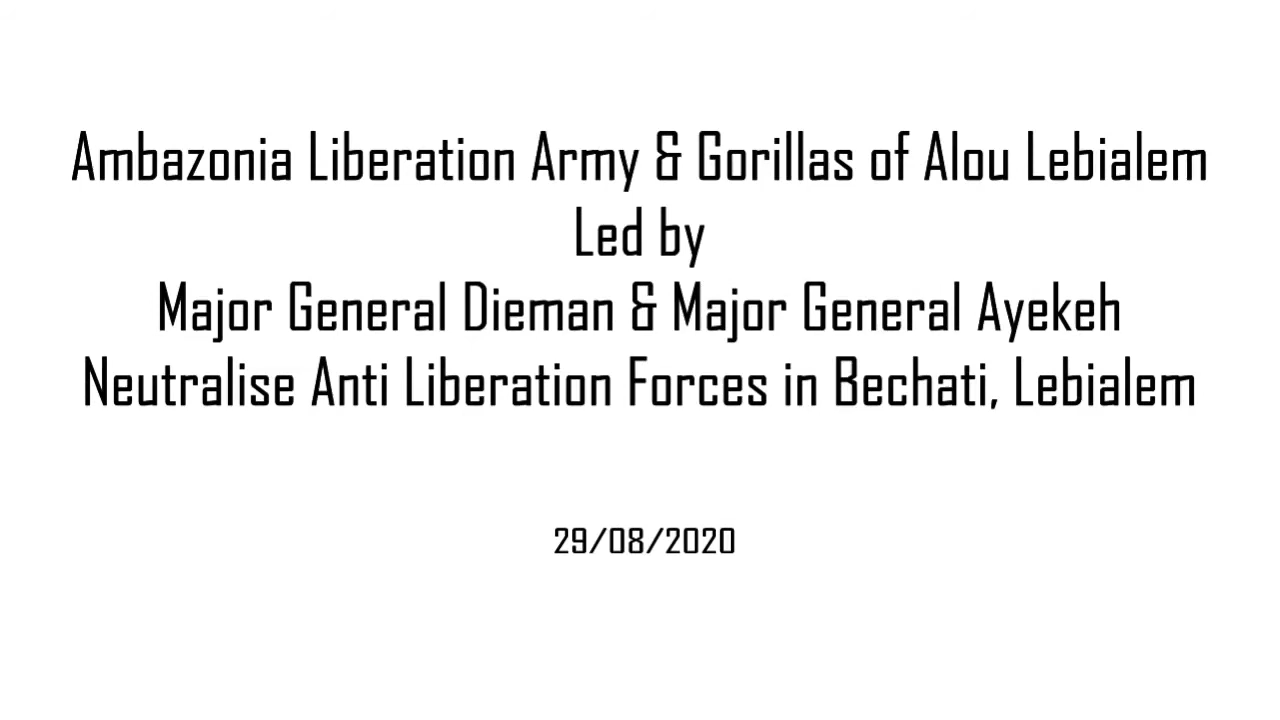 Ambazonia Liberation Army & Gorillas of Alou Lebialem
Led by
Major General Dieman & Major General Ayekeh
Neutralise Anti Liberation Forces in Bechati, Lebialem
29/08/2020